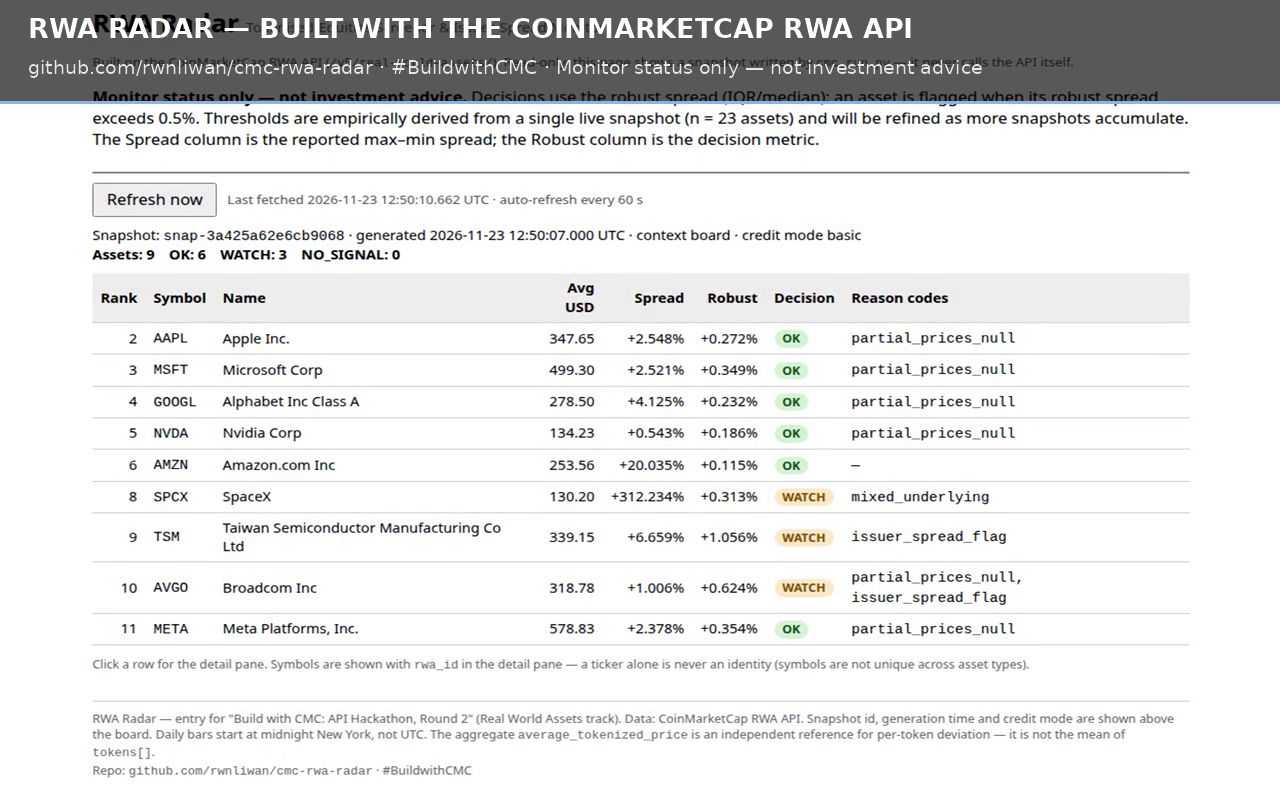 RWA RADAR — BUILT WITH THE COINMARKETCAP RWA API
github.com/rwnliwan/cmc-rwa-radar · #BuildwithCMC · Monitor status only — not investment advice
Monitor status only — not investment advice. Decisions use the robust spread (IQR/median): an asset is flagged when its robust spread
exceeds 0.5%. Thresholds are empirically derived from a single live snapshot (n = 23 assets) and will be refined as more snapshots accumulate.
The Spread column is the reported max–min spread; the Robust column is the decision metric.
Refresh now Last fetched 2026-11-23 12:50:10.662 UTC · auto-refresh every 60 s
Snapshot: snap-3a425a62e6cb9068 · generated 2026-11-23 12:50:07.000 UTC · context board · credit mode basic
Assets: 9 OK: 6 WATCH: 3 NO_SIGNAL: 0
Rank Symbol Name Avg USD Spread Robust Decision Reason codes
2 AAPL Apple Inc. 347.65 +2.548% +0.272% OK partial_prices_null
3 MSFT Microsoft Corp 499.30 +2.521% +0.349% OK partial_prices_null
4 GOOGL Alphabet Inc Class A 278.50 +4.125% +0.232% OK partial_prices_null
5 NVDA Nvidia Corp 134.23 +0.543% +0.186% OK partial_prices_null
6 AMZN Amazon.com Inc 253.56 +20.035% +0.115% OK —
8 SPCX SpaceX 130.20 +312.234% +0.313% WATCH mixed_underlying
9 TSM Taiwan Semiconductor Manufacturing Co Ltd 339.15 +6.659% +1.056% WATCH issuer_spread_flag
10 AVGO Broadcom Inc 318.78 +1.006% +0.624% WATCH partial_prices_null, issuer_spread_flag
11 META Meta Platforms, Inc. 578.83 +2.378% +0.354% OK partial_prices_null
Click a row for the detail pane. Symbols are shown with rwa_id in the detail pane — a ticker alone is never an identity (symbols are not unique across asset types).
RWA Radar — entry for "Build with CMC: API Hackathon, Round 2" (Real World Assets track). Data: CoinMarketCap RWA API. Snapshot id, generation time and credit mode are shown above
the board. Daily bars start at midnight New York, not UTC. The aggregate average_tokenized_price is an independent reference for per-token deviation — it is not the mean of
tokens[].
Repo: github.com/rwnliwan/cmc-rwa-radar · #BuildwithCMC